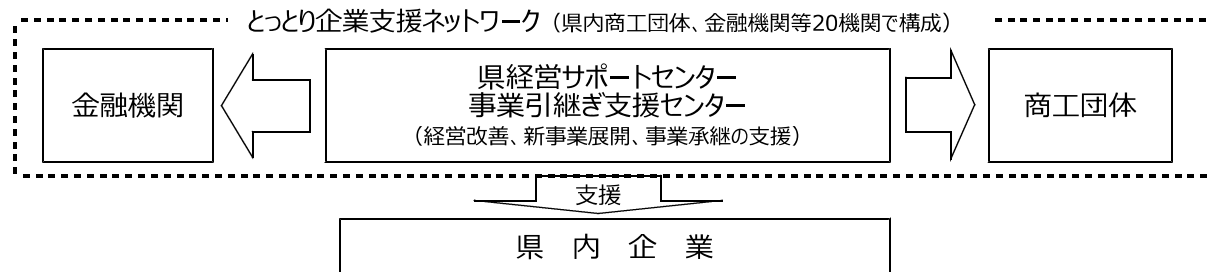 とっとり企業支援ネットワーク（県内商工団体、金融機関等20機関で構成）
金融機関
県経営サポートセンター
事業引継ぎ支援センター
（経営改善、新事業展開、事業承継の支援）
商工団体
支援
県　内　企　業